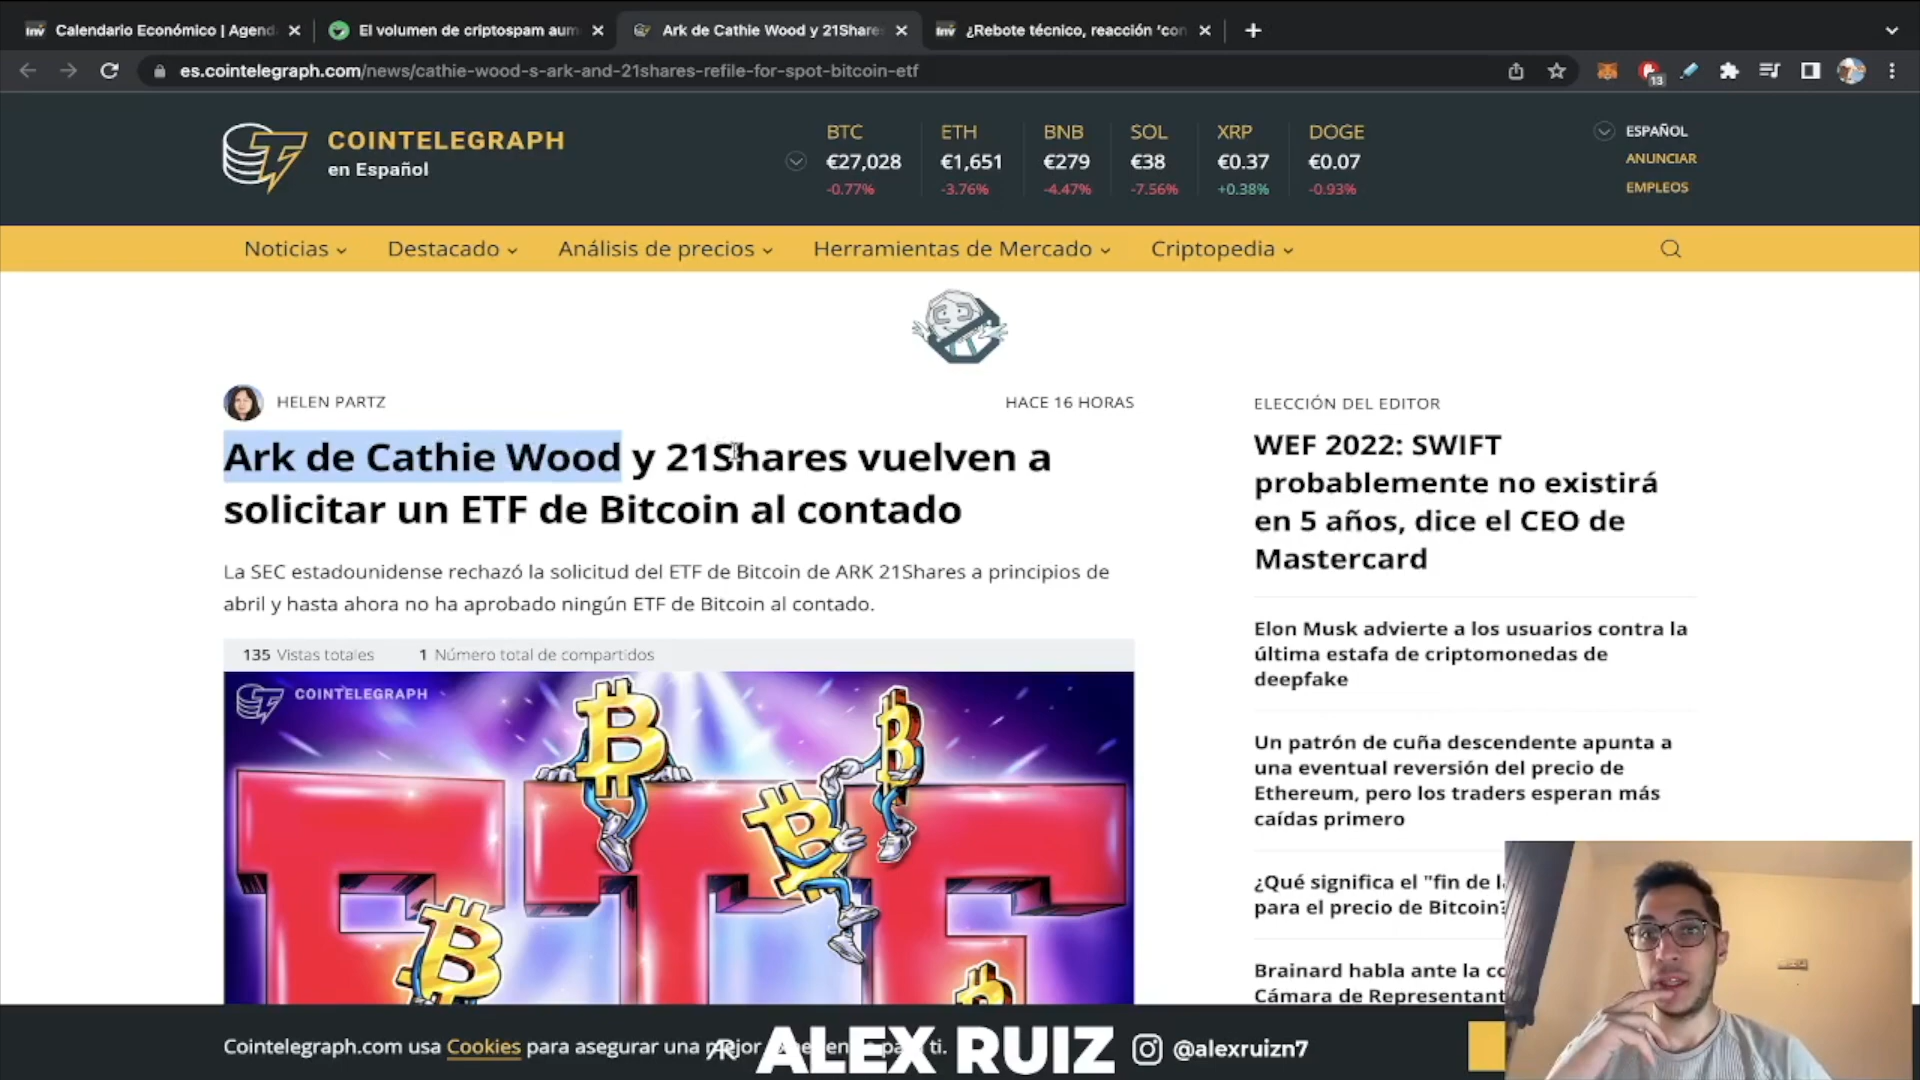 Calendario Económico | Agend
El volumen de criptospam aum
Ark de Cathie Wood y 21Share
¿Rebote técnico, reacción 'con
es.cointelegraph.com/news/cathie-wood-s-ark-and-21shares-refile-for-spot-bitcoin-etf
13
COINTELEGRAPH
en Español
BTC
€27,028
-0.77%
ETH
€1,651
-3.76%
BNB
€279
-4.47%
SOL
€38
-7.56%
XRP
€0.37
+0.38%
DOGE
€0.07
-0.93%
ESPAÑOL
ANUNCIAR
EMPLEOS
Noticias
Destacado
Análisis de precios
Herramientas de Mercado
Criptopedia
HELEN PARTZ
HACE 16 HORAS
Ark de Cathie Wood y 21Shares vuelven a
solicitar un ETF de Bitcoin al contado
La SEC estadounidense rechazó la solicitud del ETF de Bitcoin de ARK 21Shares a principios de
abril y hasta ahora no ha aprobado ningún ETF de Bitcoin al contado.
135 Vistas totales
1 Número total de compartidos
COINTELEGRAPH
ETF
ELECCIÓN DEL EDITOR
WEF 2022: SWIFT
probablemente no existirá
en 5 años, dice el CEO de
Mastercard
Elon Musk advierte a los usuarios contra la
última estafa de criptomonedas de
deepfake
Un patrón de cuña descendente apunta a
una eventual reversión del precio de
Ethereum, pero los traders esperan más
caídas primero
¿Qué significa el "fin de l
para el precio de Bitcoin?
Brainard habla ante la co
Cámara de Representant
Cointelegraph.com usa Cookies para asegurar una mejor ti.
ALEX RUIZ @alexruizn7